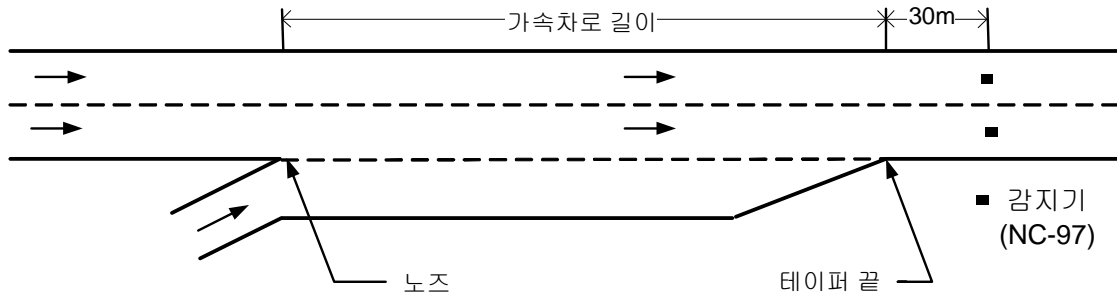 가속차로 길이
30m
감지기
(NC-97)
노즈
테이퍼 끝